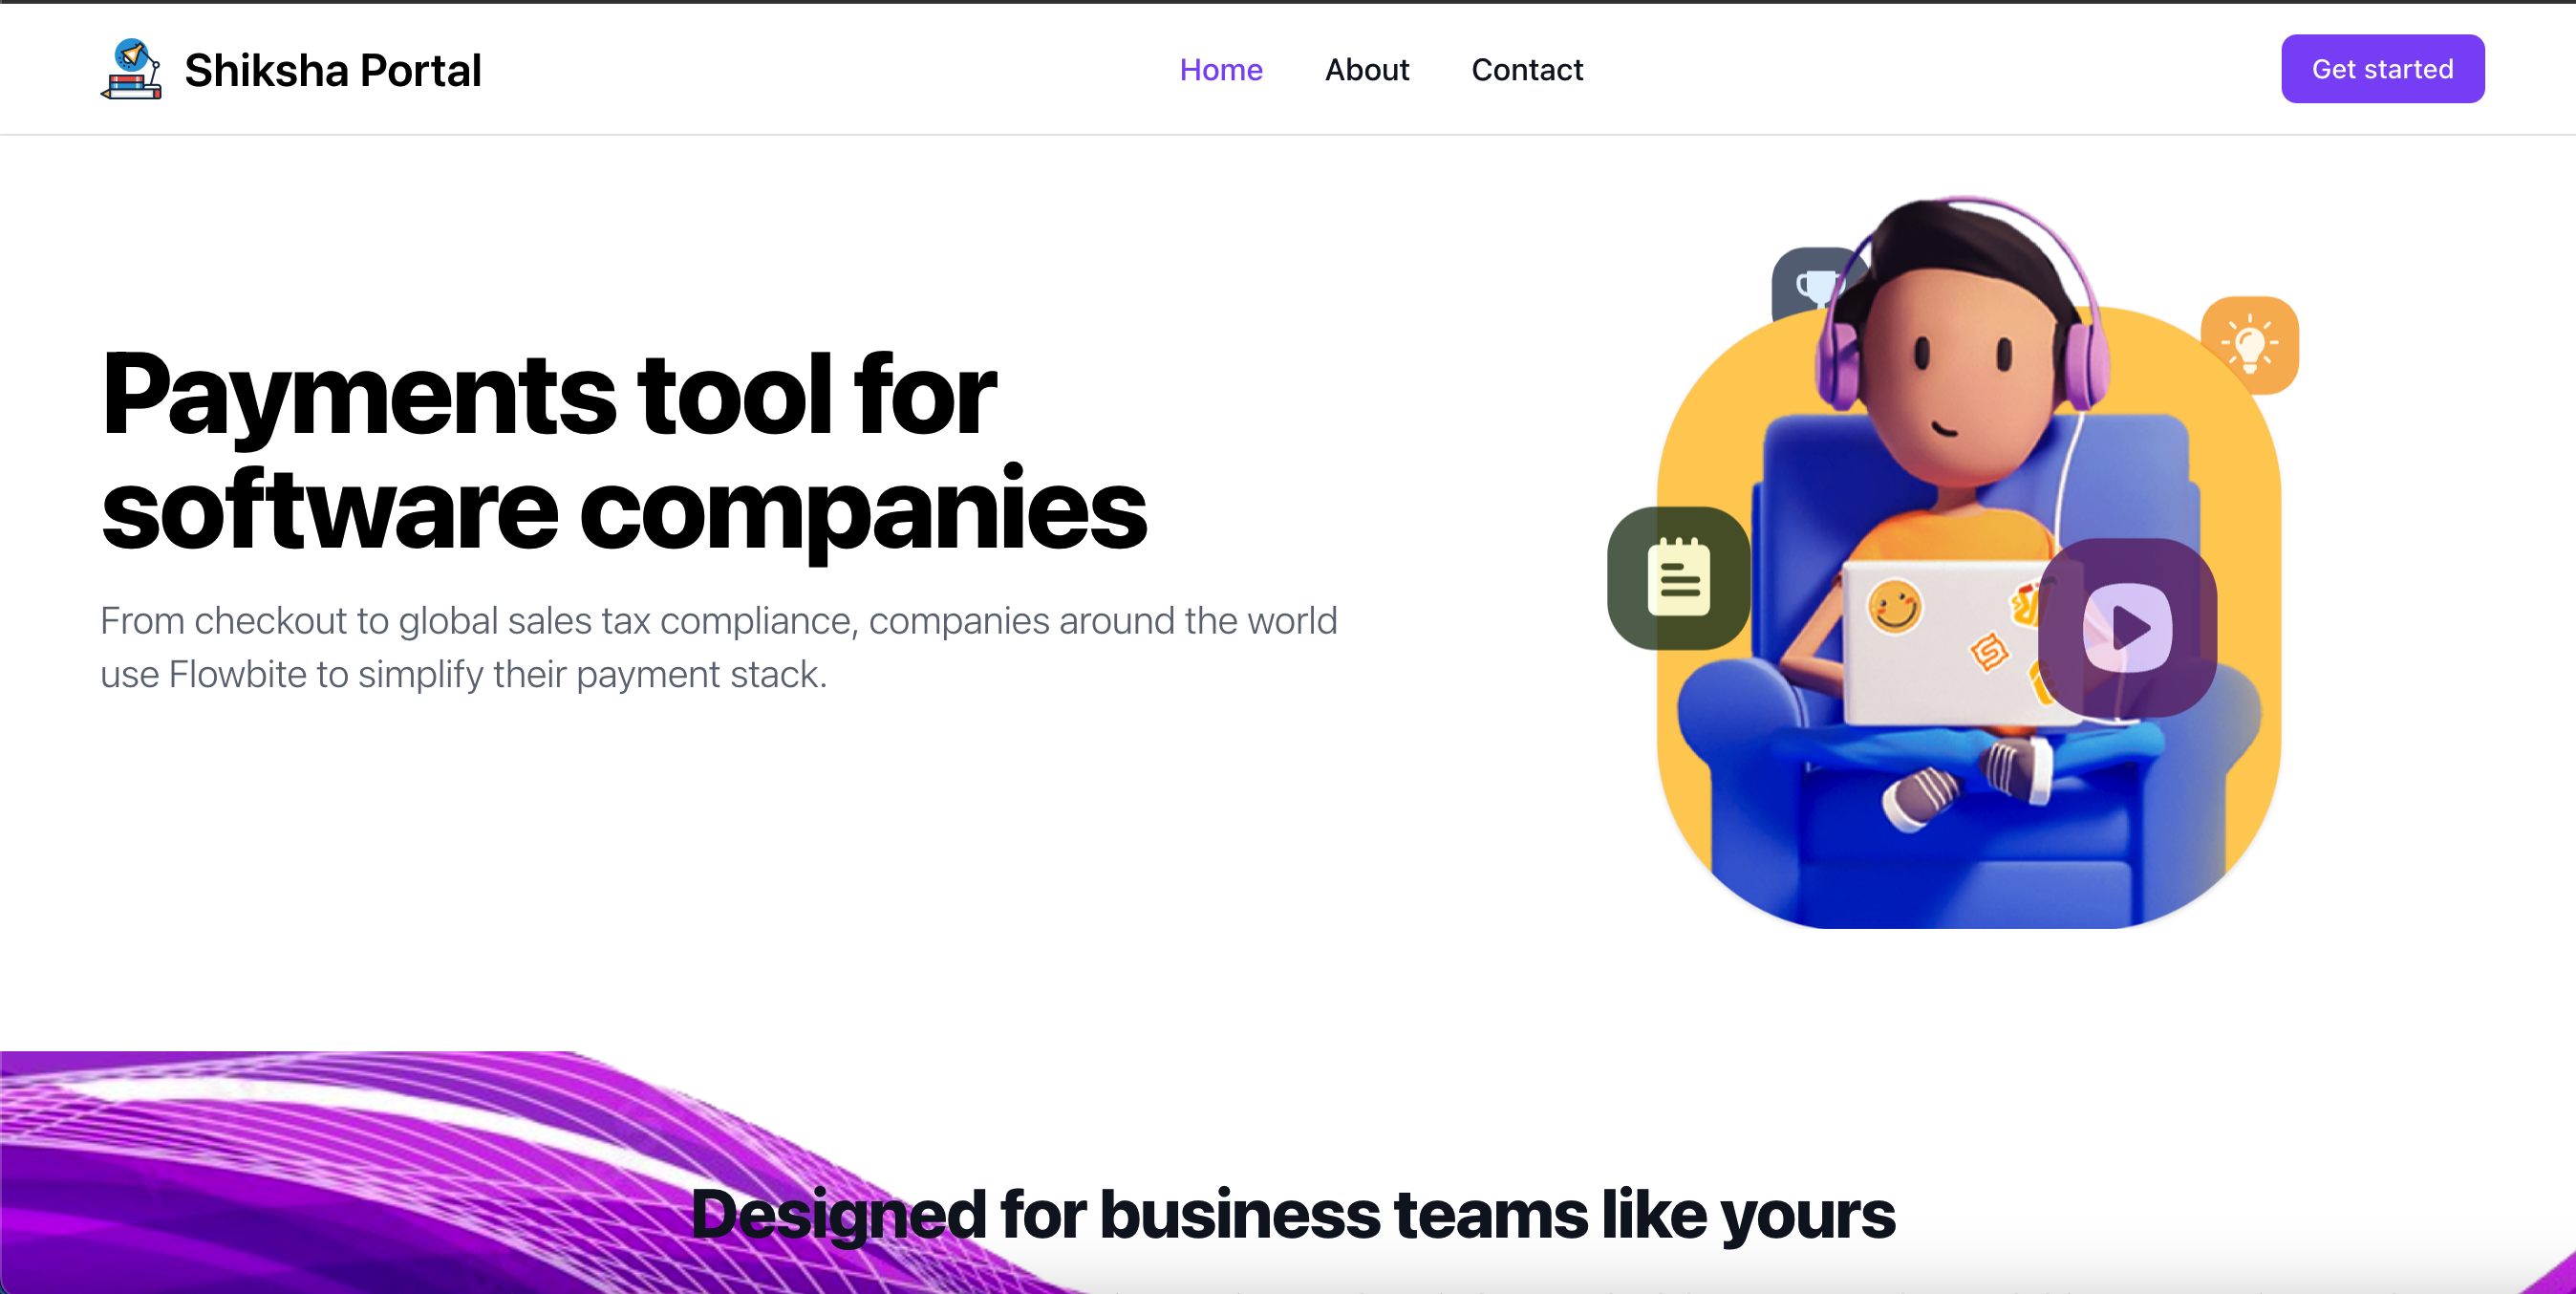 Shiksha Portal
Home
About
Contact
Get started
Payments tool for
software companies
From checkout to global sales tax compliance, companies around the world
use Flowbite to simplify their payment stack.
Designed for business teams like yours